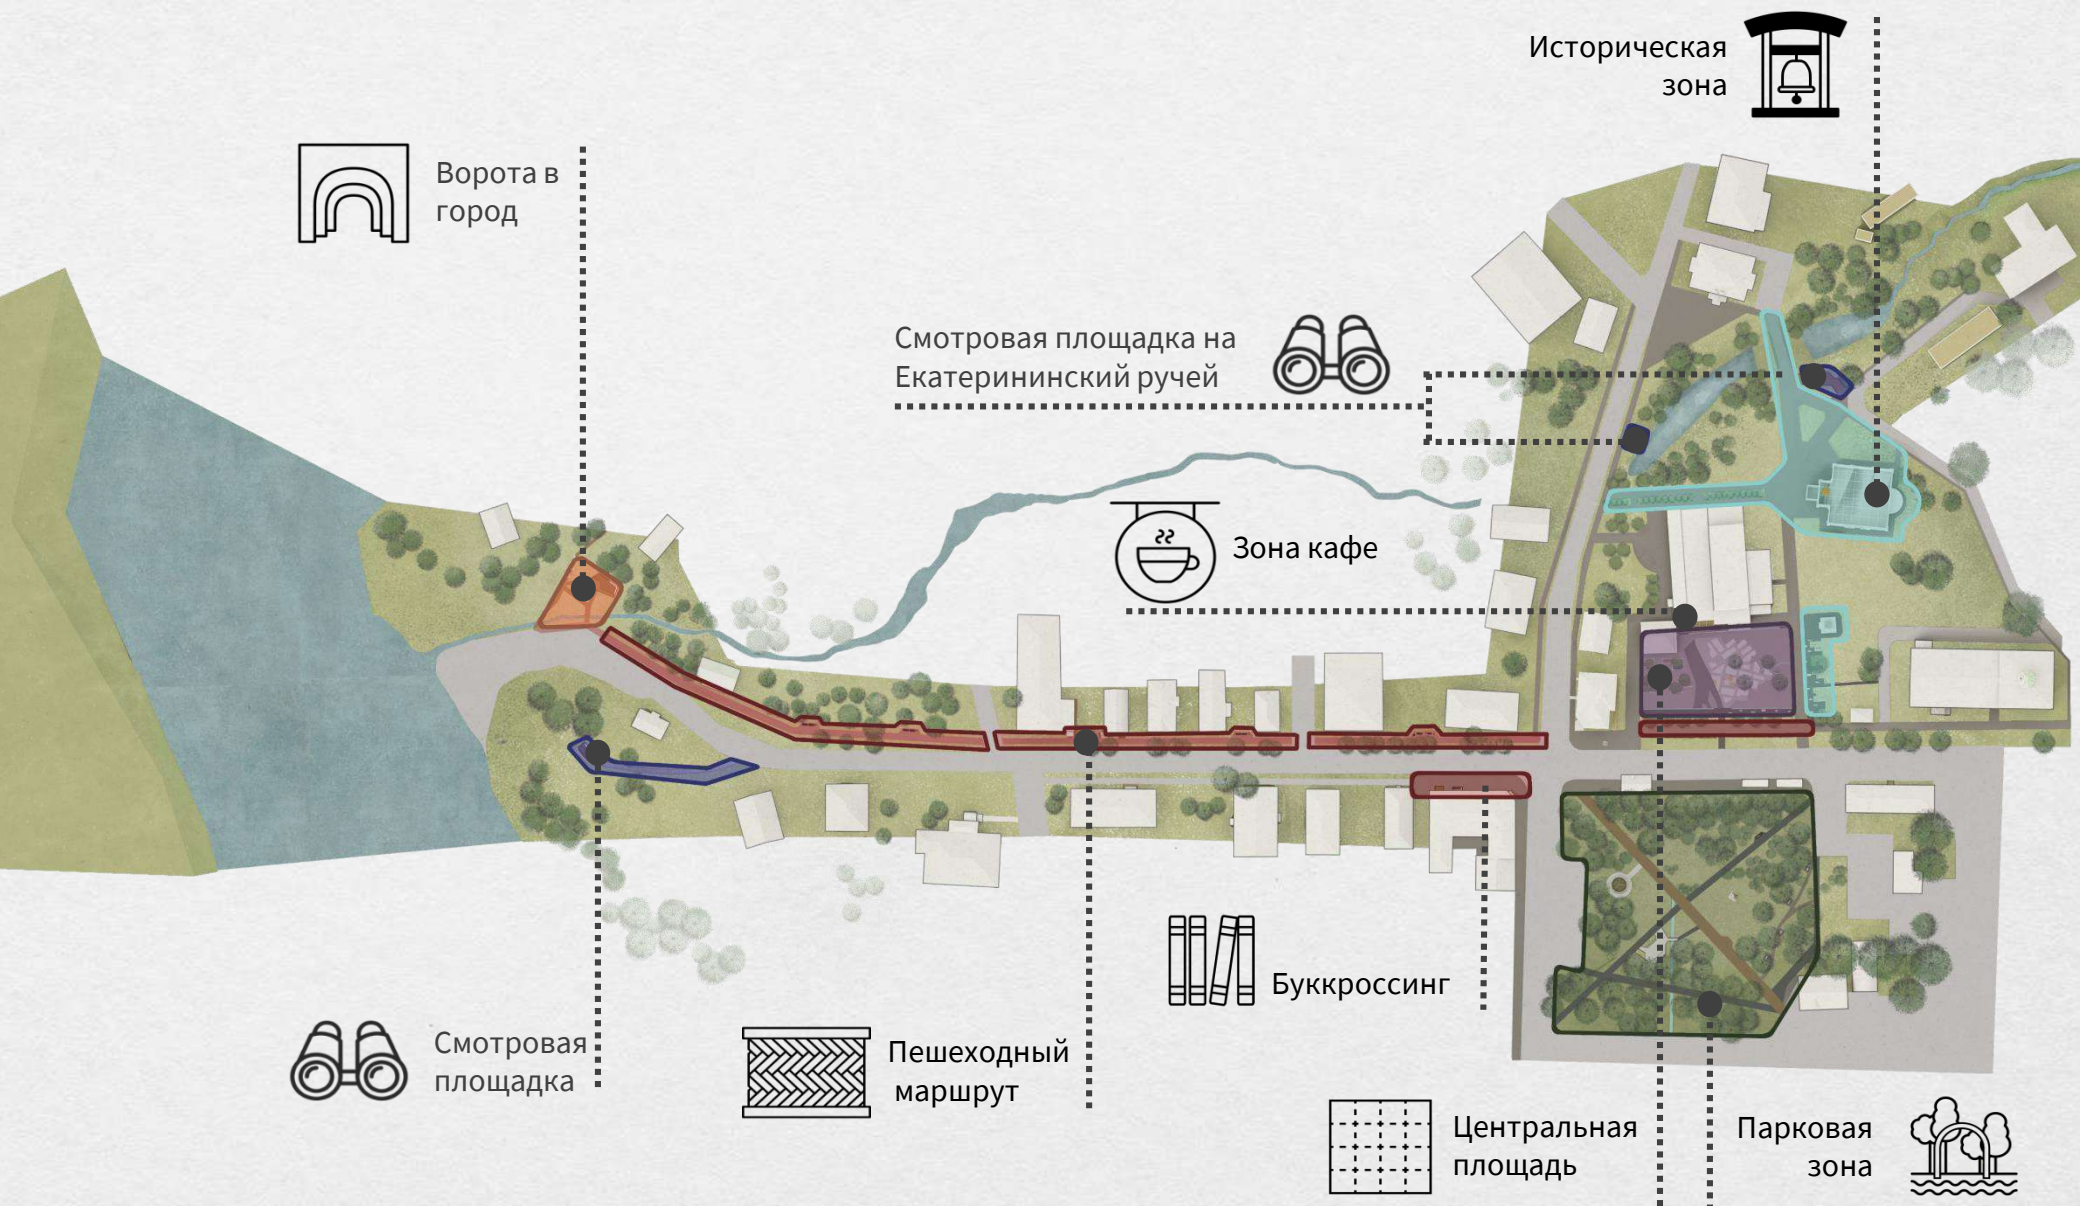 Историческая
зона
Ворота в
город
Смотровая площадка на
Екатерининский ручей
Зона кафе
Буккроссинг
Смотровая
площадка
Пешеходный
маршрут
Центральная
площадь
Парковая
зона